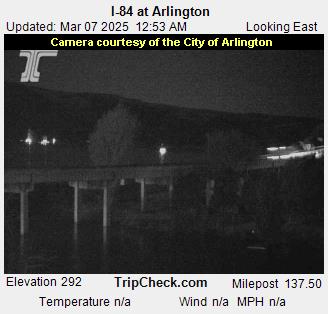 I-84 at Arlington
Updated: Mar 07 2025 12:53 AM Looking East
Camera courtesy of the City of Arlington
Elevation 292 TripCheck.com Milepost 137.50
Temperature n/a Wind n/a MPH n/a